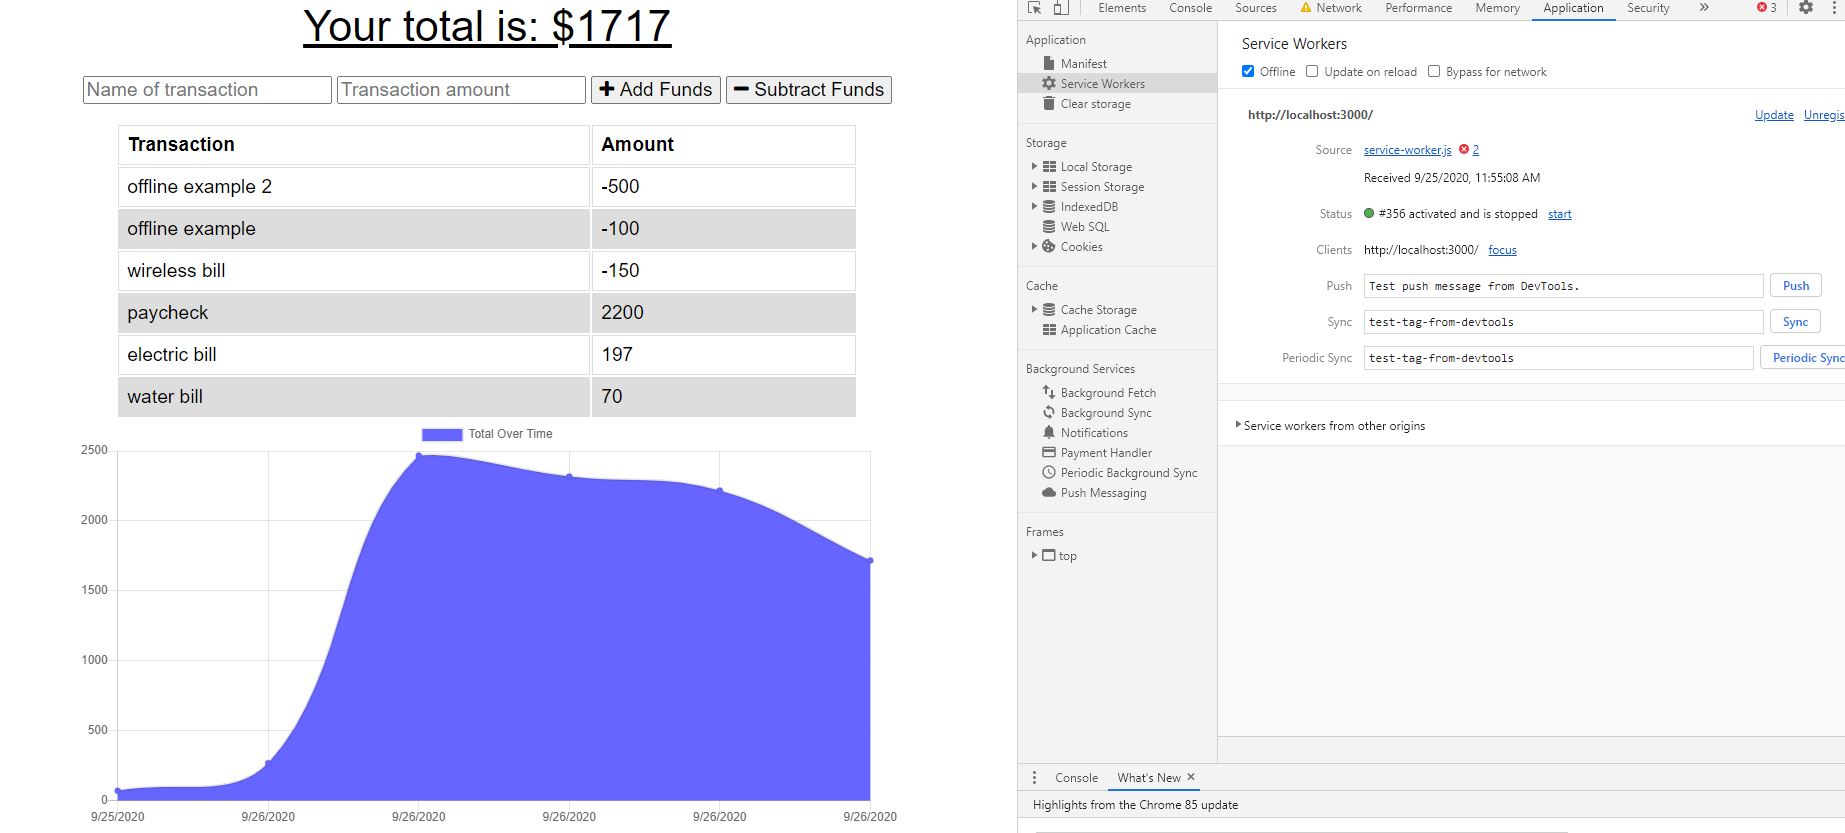 Your total is: $1717
Name of transaction Transaction amount Add Funds Subtract Funds
Transaction Amount
offline example 2 -500
offline example -100
wireless bill -150
paycheck 2200
electric bill 197
water bill 70
Total Over Time
2500
2000
1500
1000
500
0
9/25/2020 9/26/2020 9/26/2020 9/26/2020 9/26/2020 9/26/2020
Elements Console Sources Network Performance Memory Application Security » 3
Application
Manifest
Service Workers
Clear storage
Storage
Local Storage
Session Storage
IndexedDB
Web SQL
Cookies
Cache
Cache Storage
Application Cache
Background Services
Background Fetch
Background Sync
Notifications
Payment Handler
Periodic Background Sync
Push Messaging
Frames
top
Service Workers
Offline Update on reload Bypass for network
http://localhost:3000/ Update Unregis
Source service-worker.js 2
Received 9/25/2020, 11:55:08 AM
Status #356 activated and is stopped start
Clients http://localhost:3000/ focus
Push Test push message from DevTools. Push
Sync test-tag-from-devtools Sync
Periodic Sync test-tag-from-devtools Periodic Sync
Service workers from other origins
Console What's New ×
Highlights from the Chrome 85 update